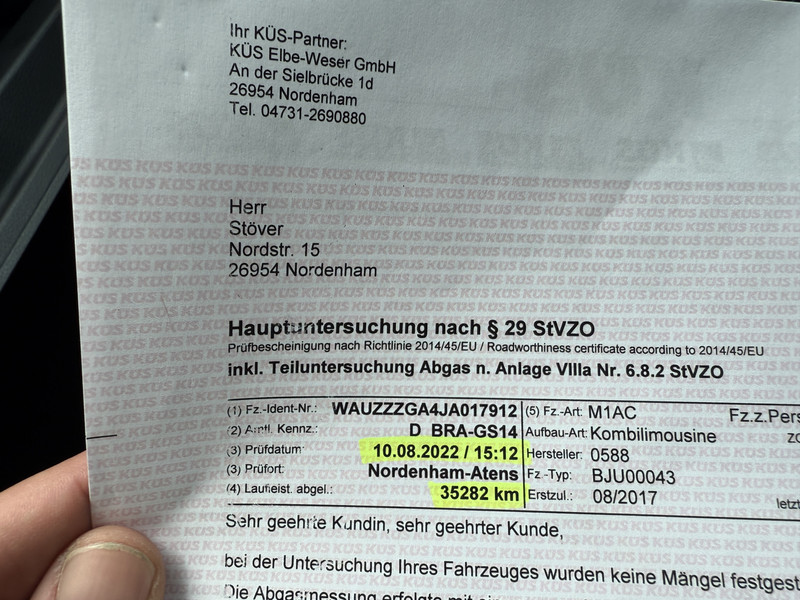 Ihr KÜS-Partner:
KÜS Elbe-Weser GmbH
An der Sielbrücke 1d
26954 Nordenham
Tel. 04731-2690880
Herr
Stöver
Nordstr. 15
26954 Nordenham
Hauptuntersuchung nach § 29 StVZO
Prüfbescheinigung nach Richtlinie 2014/45/EU / Roadworthiness certificate according to 2014/45/EU
inkl. Teiluntersuchung Abgas n. Anlage VIIIa Nr. 6.8.2 StVZO
(1) Fz.-Ident-Nr.: WAUZZZGA4JA017912 (5) Fz.-Art: M1AC Fz.z.Pers
(2) Amtl. Kennz.: D BRA-GS14 Aufbau-Art: Kombilimousine
(3) Prüfdatum: 10.08.2022 / 15:12 Hersteller: 0588
(3) Prüfort: Nordenham-Atens Fz.-Typ: BJU00043
(4) Laufleist. abgel.: 35282 km Erstzul.: 08/2017 letzt
Sehr geehrte Kundin, sehr geehrter Kunde,
bei der Untersuchung Ihres Fahrzeuges wurden keine Mängel festgest
Die Abgasmessung erfolgte mit